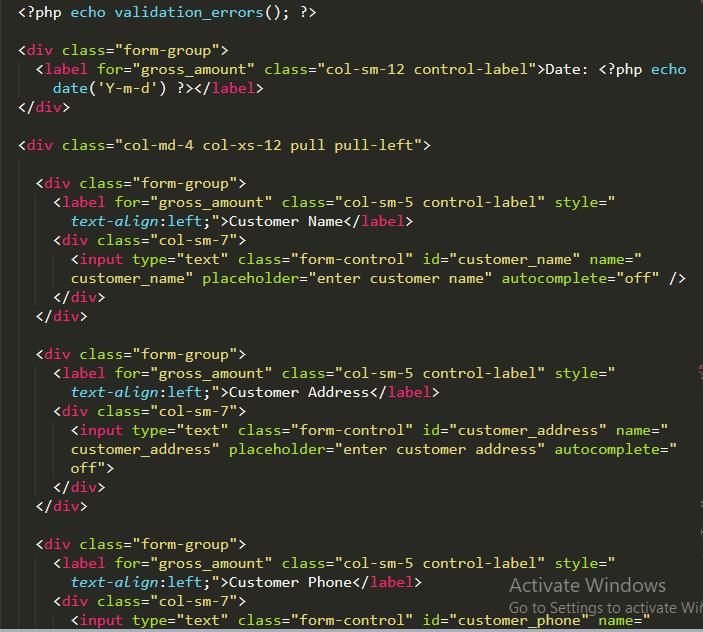 <?php echo validation_errors(); ?>
<div class="form-group">
<label for="gross_amount" class="col-sm-12 control-label">Date: <?php echo
date('Y-m-d') ?></label>
</div>
<div class="col-md-4 col-xs-12 pull pull-left">
<div class="form-group">
<label for="gross_amount" class="col-sm-5 control-label" style="
text-align:left;">Customer Name</label>
<div class="col-sm-7">
<input type="text" class="form-control" id="customer_name" name="
customer_name" placeholder="enter customer name" autocomplete="off" />
</div>
</div>
<div class="form-group">
<label for="gross_amount" class="col-sm-5 control-label" style="
text-align:left;">Customer Address</label>
<div class="col-sm-7">
<input type="text" class="form-control" id="customer_address" name="
customer_address" placeholder="enter customer address" autocomplete="
off">
</div>
</div>
<div class="form-group">
<label for="gross_amount" class="col-sm-5 control-label" style="
text-align:left;">Customer Phone</label>
<div class="col-sm-7">
<input type="text" class="form-control" id="customer_phone" name="
Activate Windows
Go to Settings to activate